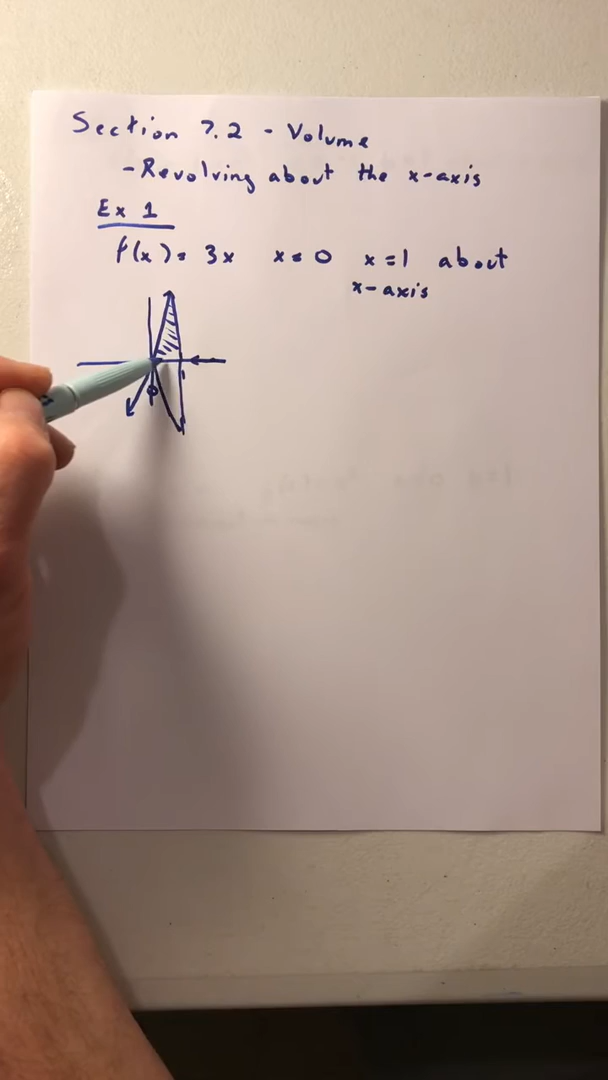 Section 7.2 - Volume
- Revolving about the x-axis
Ex 1
f(x) = 3x x = 0 x = 1 about
x-axis